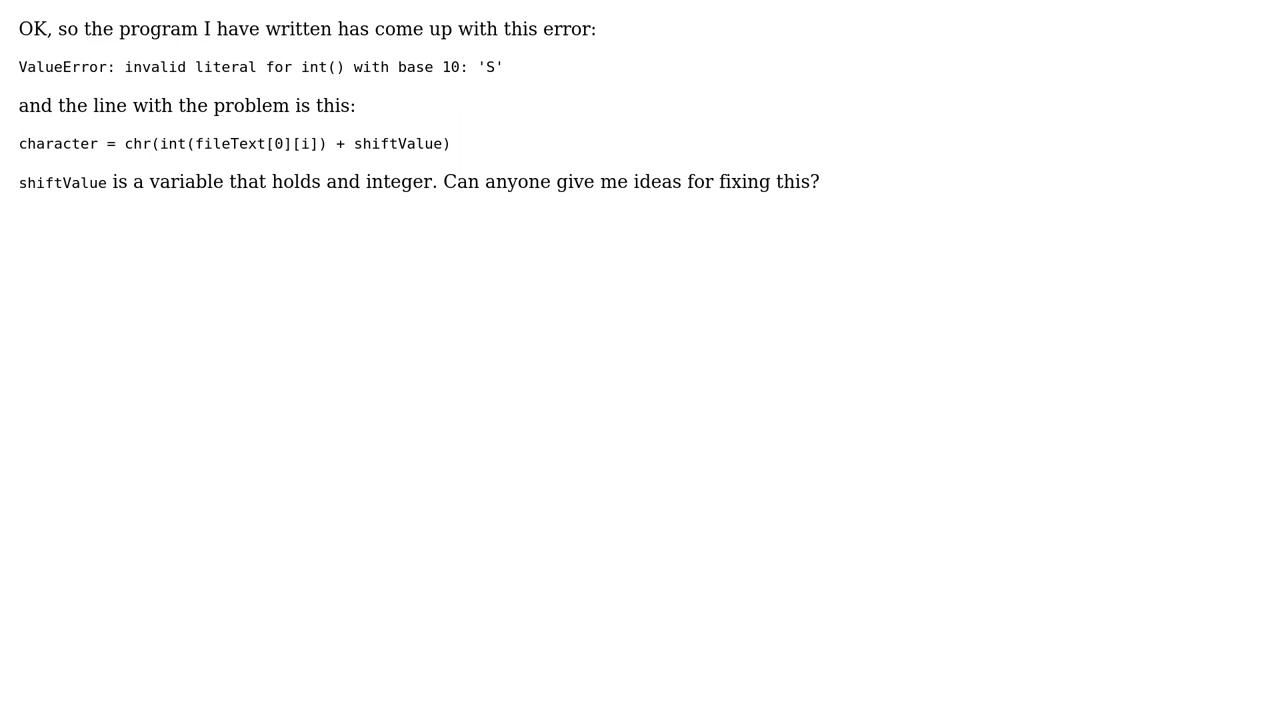 OK, so the program I have written has come up with this error:
ValueError: invalid literal for int() with base 10: 'S'
and the line with the problem is this:
character = chr(int(fileText[0][i]) + shiftValue)
shiftValue is a variable that holds and integer. Can anyone give me ideas for fixing this?